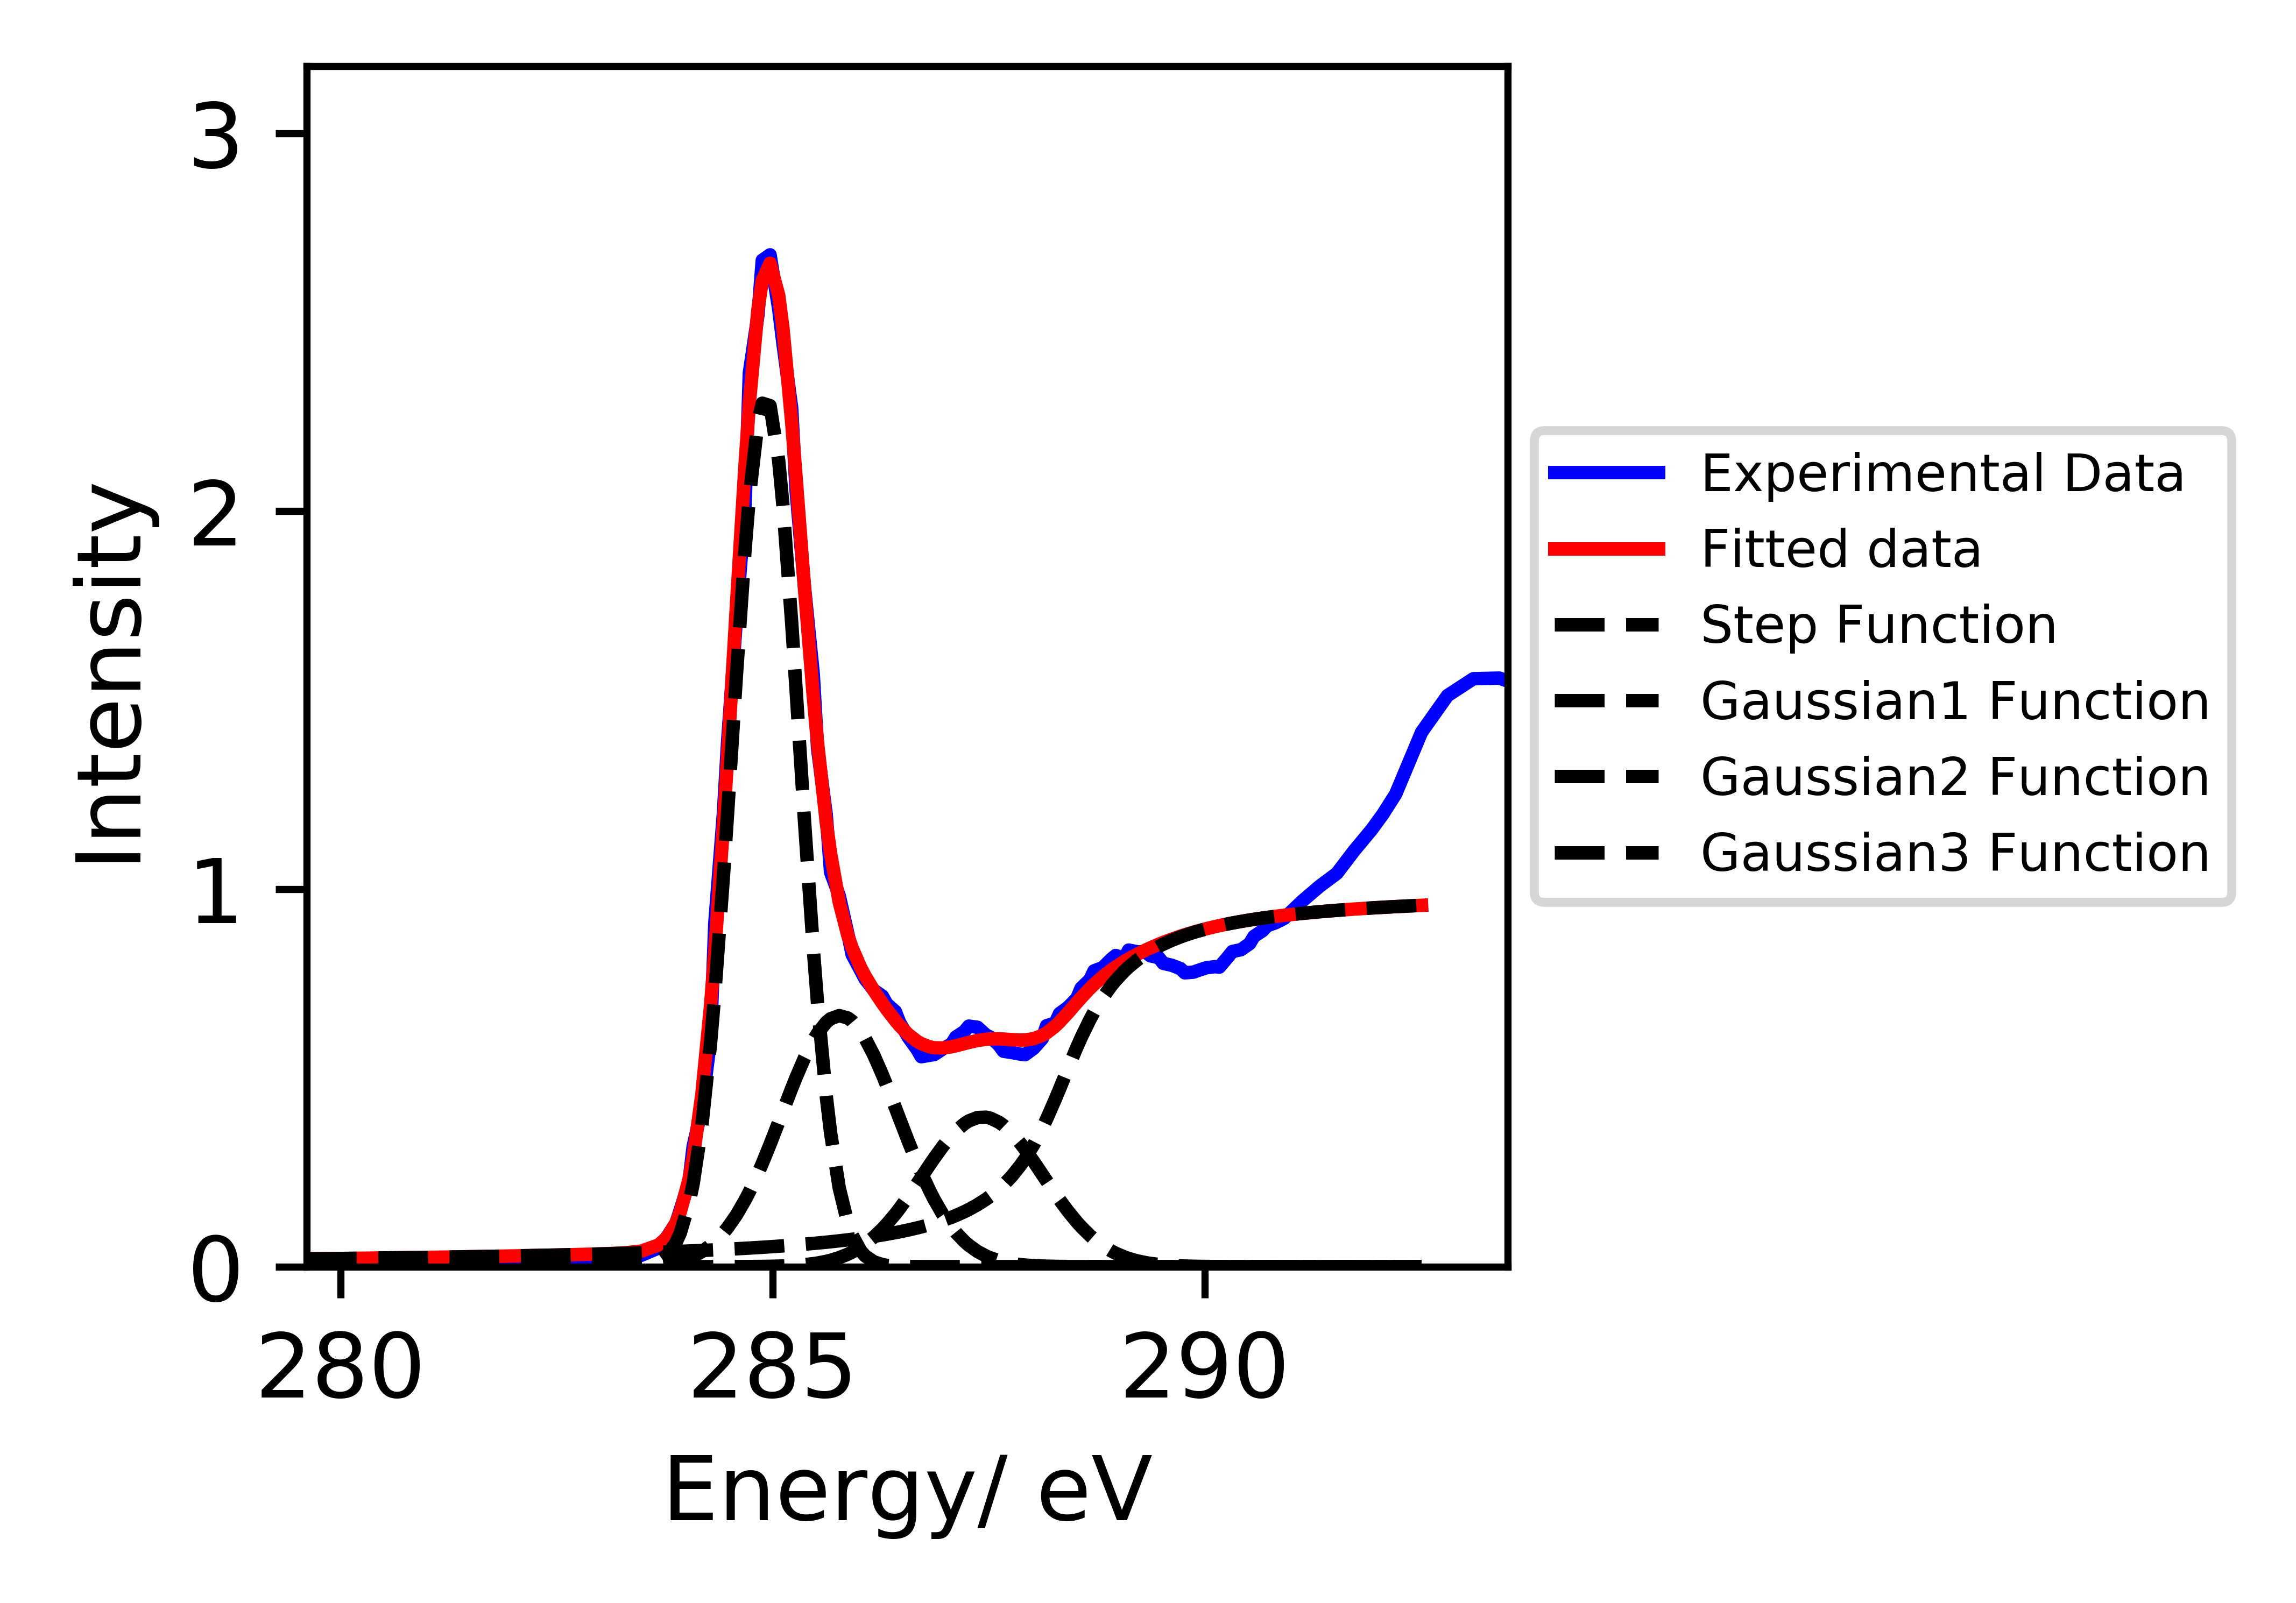 3
2
1
0
Intensity
280
285
290
Energy/ eV
Experimental Data
Fitted data
Step Function
Gaussian1 Function
Gaussian2 Function
Gaussian3 Function